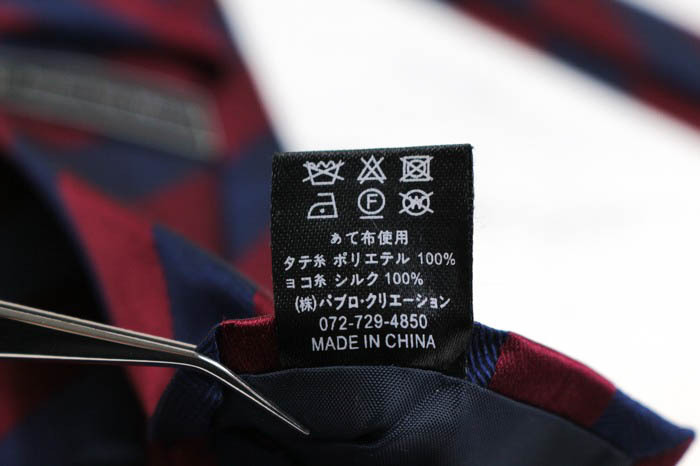 あて布使用
タテ糸 ポリエテル 100%
ヨコ糸 シルク 100%
(株)パブロ・クリエーション
072-729-4850
MADE IN CHINA